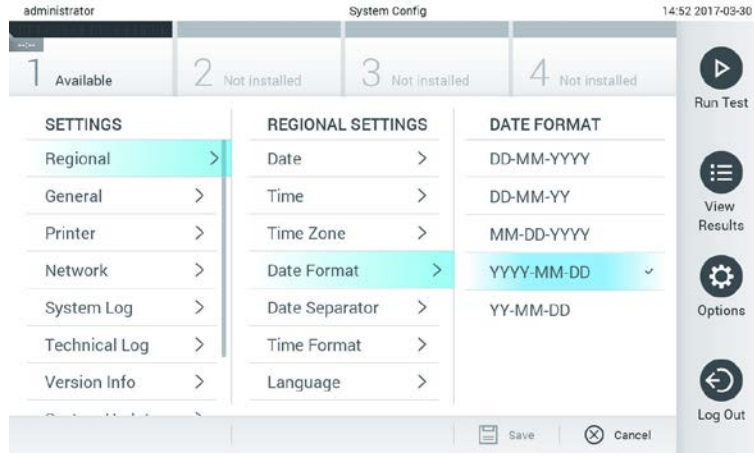 administrator System Config 14:52 2017-03-30
--:--
1 Available 2 Not installed 3 Not installed 4 Not installed
Run Test
SETTINGS REGIONAL SETTINGS DATE FORMAT
Regional > Date > DD-MM-YYYY
General > Time > DD-MM-YY
View
Results
Printer > Time Zone > MM-DD-YYYY
Network > Date Format > YYYY-MM-DD ✓
System Log > Date Separator > YY-MM-DD
Options
Technical Log > Time Format >
Version Info > Language >
Log Out
Save Cancel